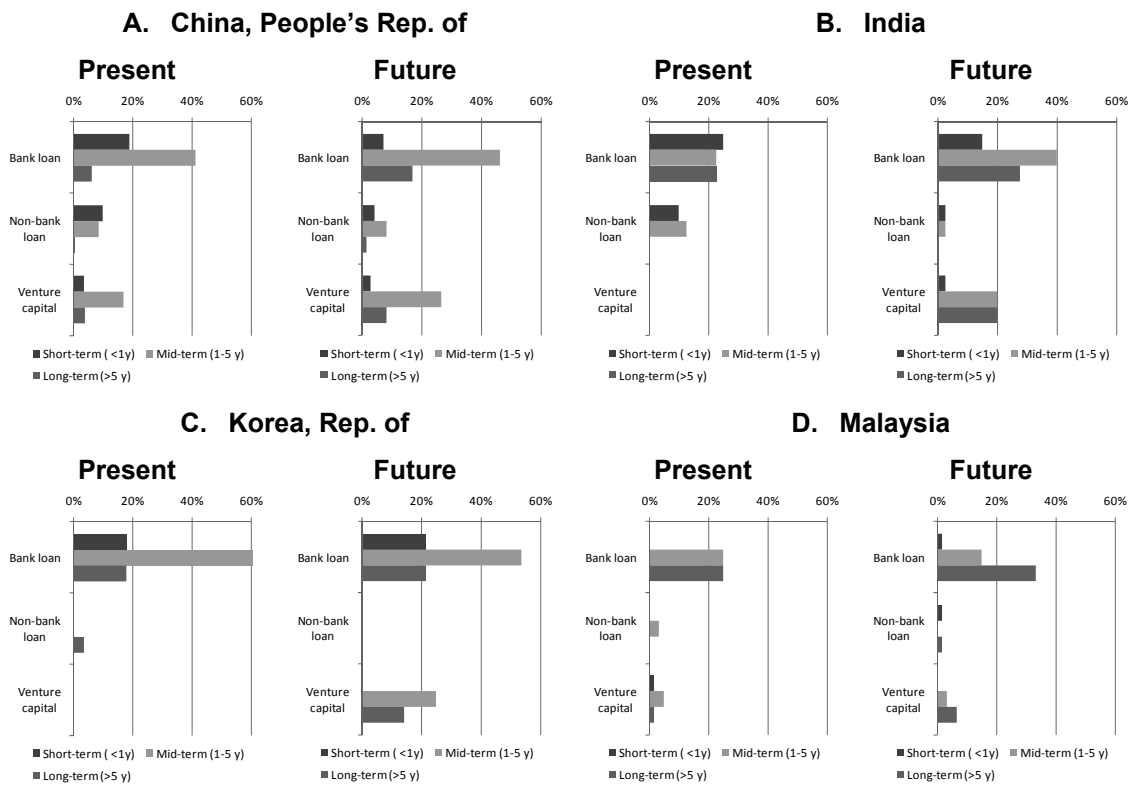 A. China, People's Rep. of
Present
0% 20% 40% 60%
Bank loan
Non-bank
loan
Venture
capital
Short-term ( <1y) Mid-term (1-5 y)
Long-term (>5 y)
Future
0% 20% 40% 60%
Bank loan
Non-bank
loan
Venture
capital
Short-term ( <1y) Mid-term (1-5 y)
Long-term (>5 y)
B. India
Present
0% 20% 40% 60%
Bank loan
Non-bank
loan
Venture
capital
Short-term ( <1y) Mid-term (1-5 y)
Long-term (>5 y)
Future
0% 20% 40% 60%
Bank loan
Non-bank
loan
Venture
capital
Short-term ( <1y) Mid-term (1-5 y)
Long-term (>5 y)
C. Korea, Rep. of
Present
0% 20% 40% 60%
Bank loan
Non-bank
loan
Venture
capital
Short-term ( <1y) Mid-term (1-5 y)
Long-term (>5 y)
Future
0% 20% 40% 60%
Bank loan
Non-bank
loan
Venture
capital
Short-term ( <1y) Mid-term (1-5 y)
Long-term (>5 y)
D. Malaysia
Present
0% 20% 40% 60%
Bank loan
Non-bank
loan
Venture
capital
Short-term ( <1y) Mid-term (1-5 y)
Long-term (>5 y)
Future
0% 20% 40% 60%
Bank loan
Non-bank
loan
Venture
capital
Short-term ( <1y) Mid-term (1-5 y)
Long-term (>5 y)